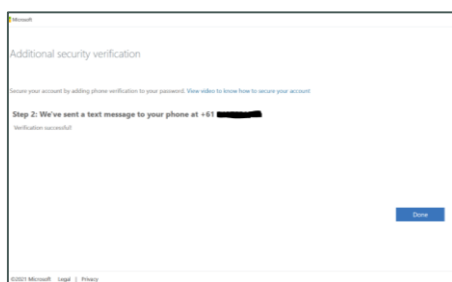 Microsoft
Additional security verification
Secure your account by adding phone verification to your password. View video to know how to secure your account
Step 2: We've sent a text message to your phone at +61
Verification successful!
Done
©2021 Microsoft Legal | Privacy